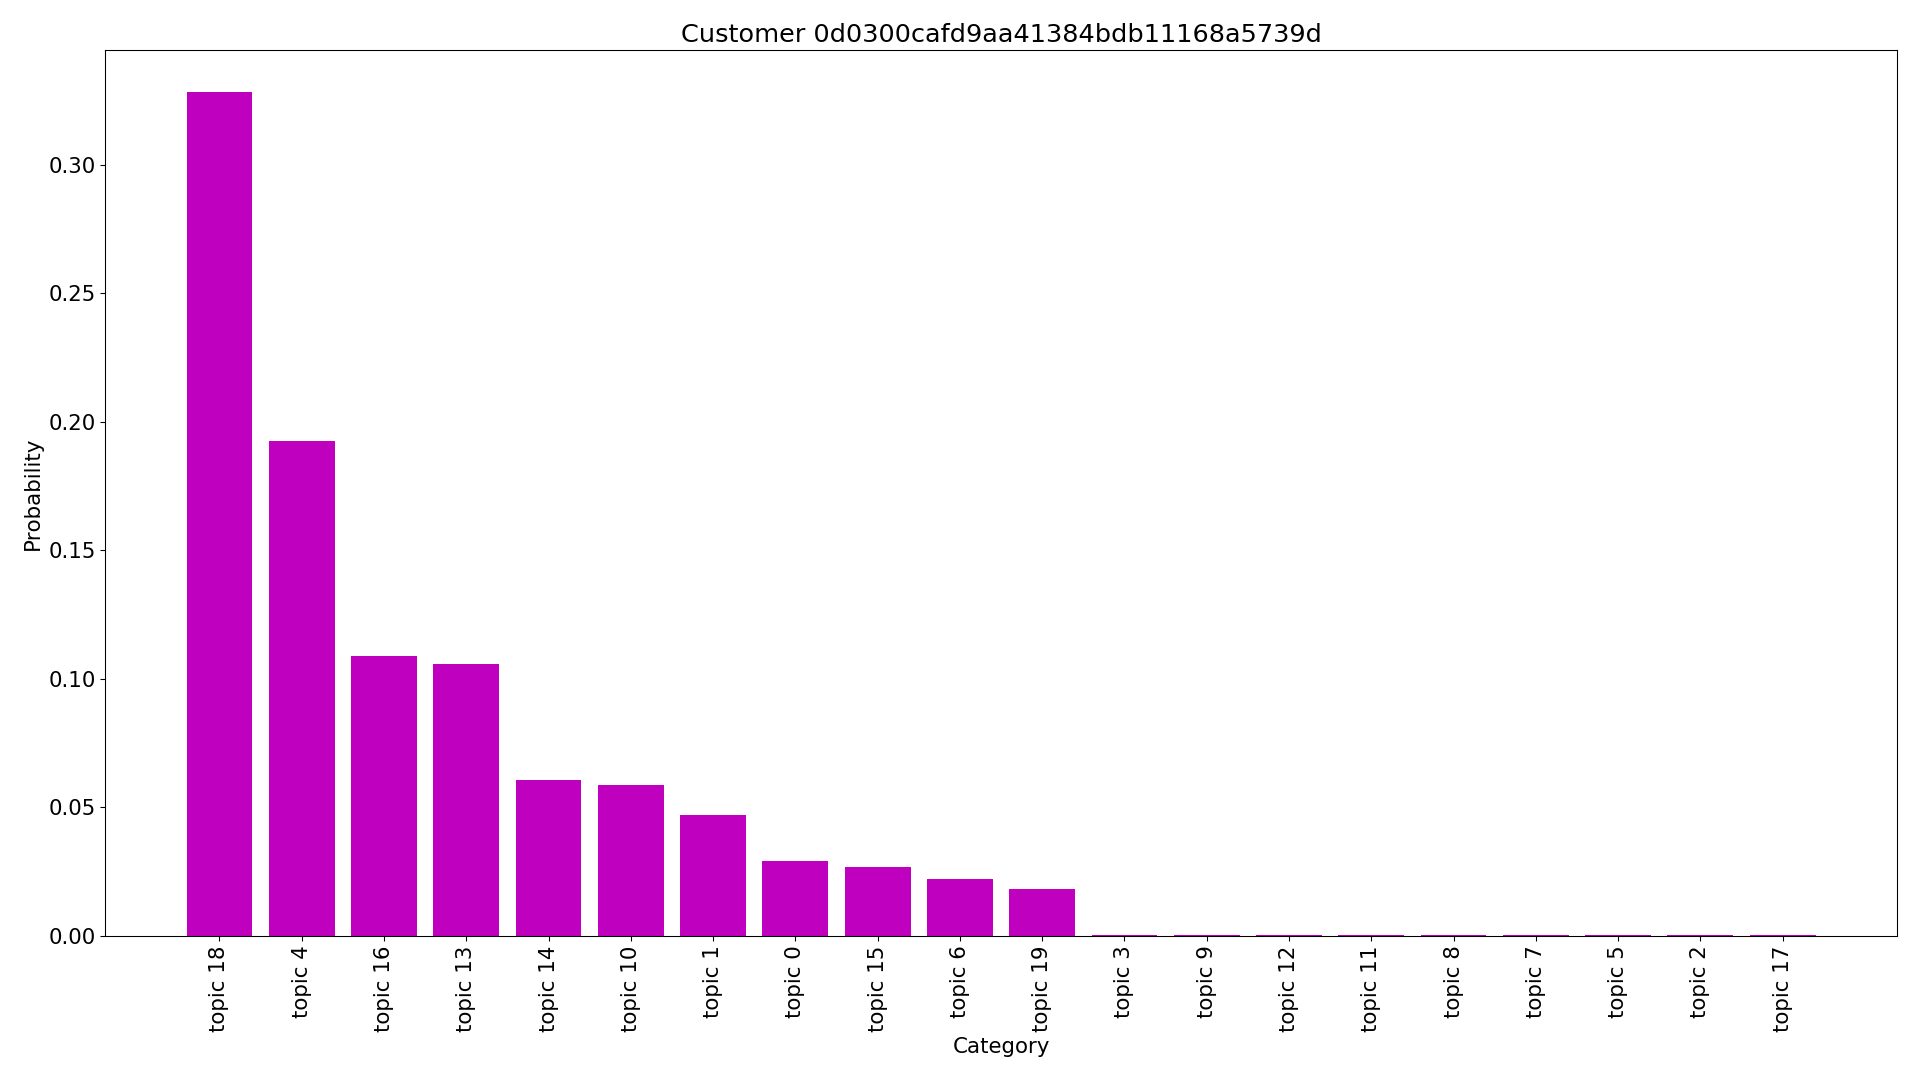 Customer 0d0300cafd9aa41384bdb11168a5739d
Probability
0.30
0.25
0.20
0.15
0.10
0.05
0.00
topic 18
topic 4
topic 16
topic 13
topic 14
topic 10
topic 1
topic 0
topic 15
topic 6
topic 19
topic 3
topic 9
topic 12
topic 11
topic 8
topic 7
topic 5
topic 2
topic 17
Category